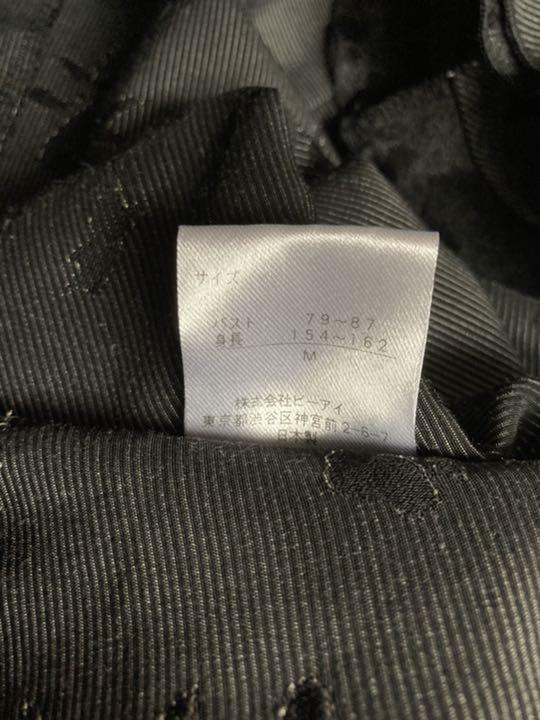 サイズ
バスト 79～87
身長 154～162
M
株式会社ビーアイ
東京都渋谷区神宮前2-6-7
日本製